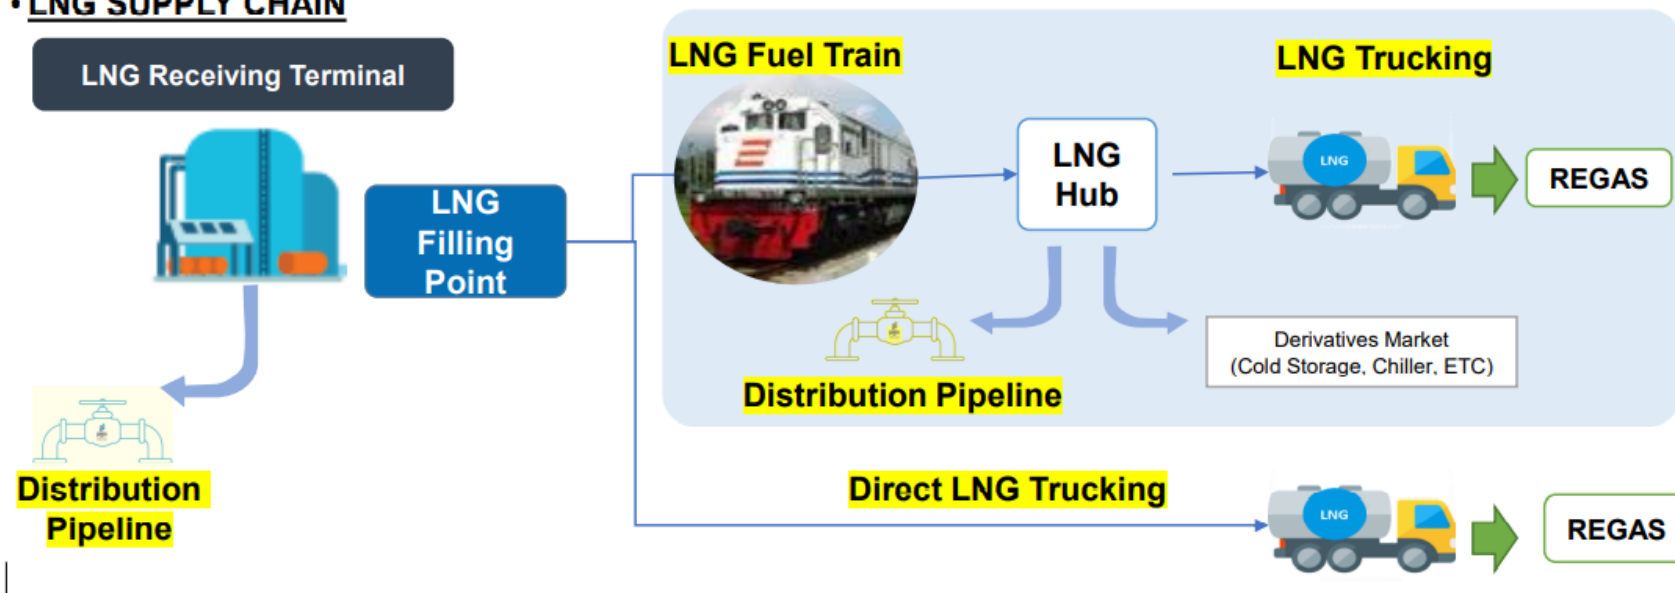 • LNG SUPPLY CHAIN
LNG Receiving Terminal
LNG
Filling
Point
Distribution
Pipeline
LNG Fuel Train
LNG
Hub
LNG Trucking
LNG
REGAS
Distribution Pipeline
Derivatives Market
(Cold Storage, Chiller, ETC)
Direct LNG Trucking
LNG
REGAS